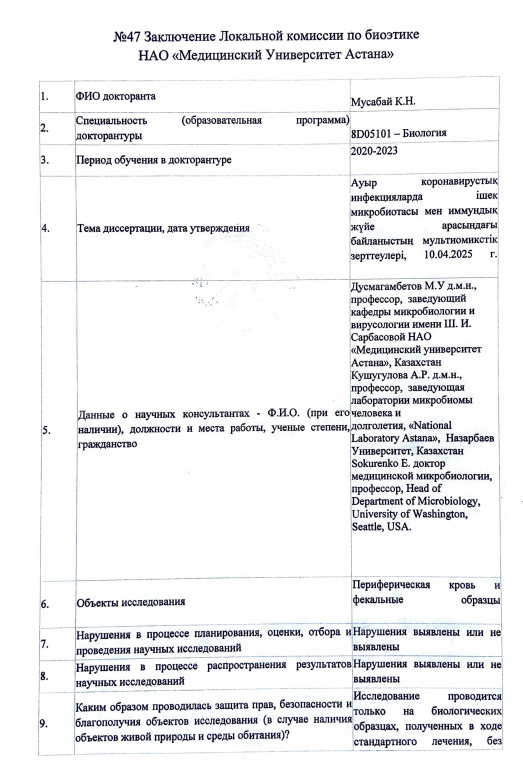 №47 Заключение Локальной комиссии по биоэтике
НАО «Медицинский Университет Астана»
1.
ФИО докторанта
Мусабай К.Н.
2.
Специальность (образовательная программа)
докторантуры
8D05101 – Биология
3.
Период обучения в докторантуре
2020-2023
4.
Тема диссертации, дата утверждения
Ауыр коронавирустық
инфекцияларда ішек
микробиотасы мен иммундық
жүйе арасындағы
байланыстың мультиомикстік
зерттеулері, 10.04.2025 г.
5.
Данные о научных консультантах - Ф.И.О. (при его
наличии), должности и места работы, ученые степени,
гражданство
Дусмагамбетов М.У д.м.н.,
профессор, заведующий
кафедры микробиологии и
вирусологии имени Ш. И.
Сарбасовой НАО
«Медицинский университет
Астана», Казахстан
Кушугулова А.Р. д.м.н.,
профессор, заведующая
лаборатории микробиомы
человека и
долголетия, «National
Laboratory Astana», Назарбаев
Университет, Казахстан
Sokurenko E. доктор
медицинской микробиологии,
профессор, Head of
Department of Microbiology,
University of Washington,
Seattle, USA.
6.
Объекты исследования
Периферическая кровь и
фекальные образцы
7.
Нарушения в процессе планирования, оценки, отбора и
проведения научных исследований
Нарушения выявлены или не
выявлены
8.
Нарушения в процессе распространения результатов
научных исследований
Нарушения выявлены или не
выявлены
9.
Каким образом проводилась защита прав, безопасности и
благополучия объектов исследования (в случае наличия
объектов живой природы и среды обитания)?
Исследование проводится
только на биологических
образцах, полученных в ходе
стандартного лечения, без